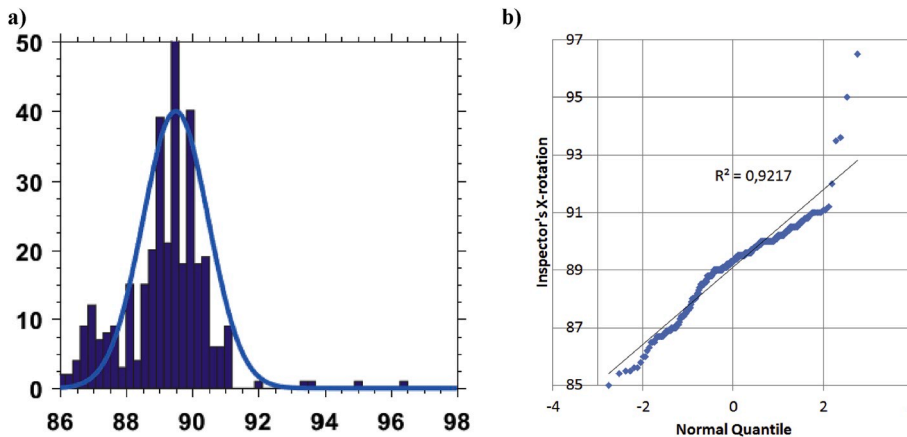 a)
50
40
30
20
10
0
86 88 90 92 94 96 98
b)
97
95
93
91
89
87
85
-4 -2 0 2 4
Inspector's X-rotation
R² = 0,9217
Normal Quantile